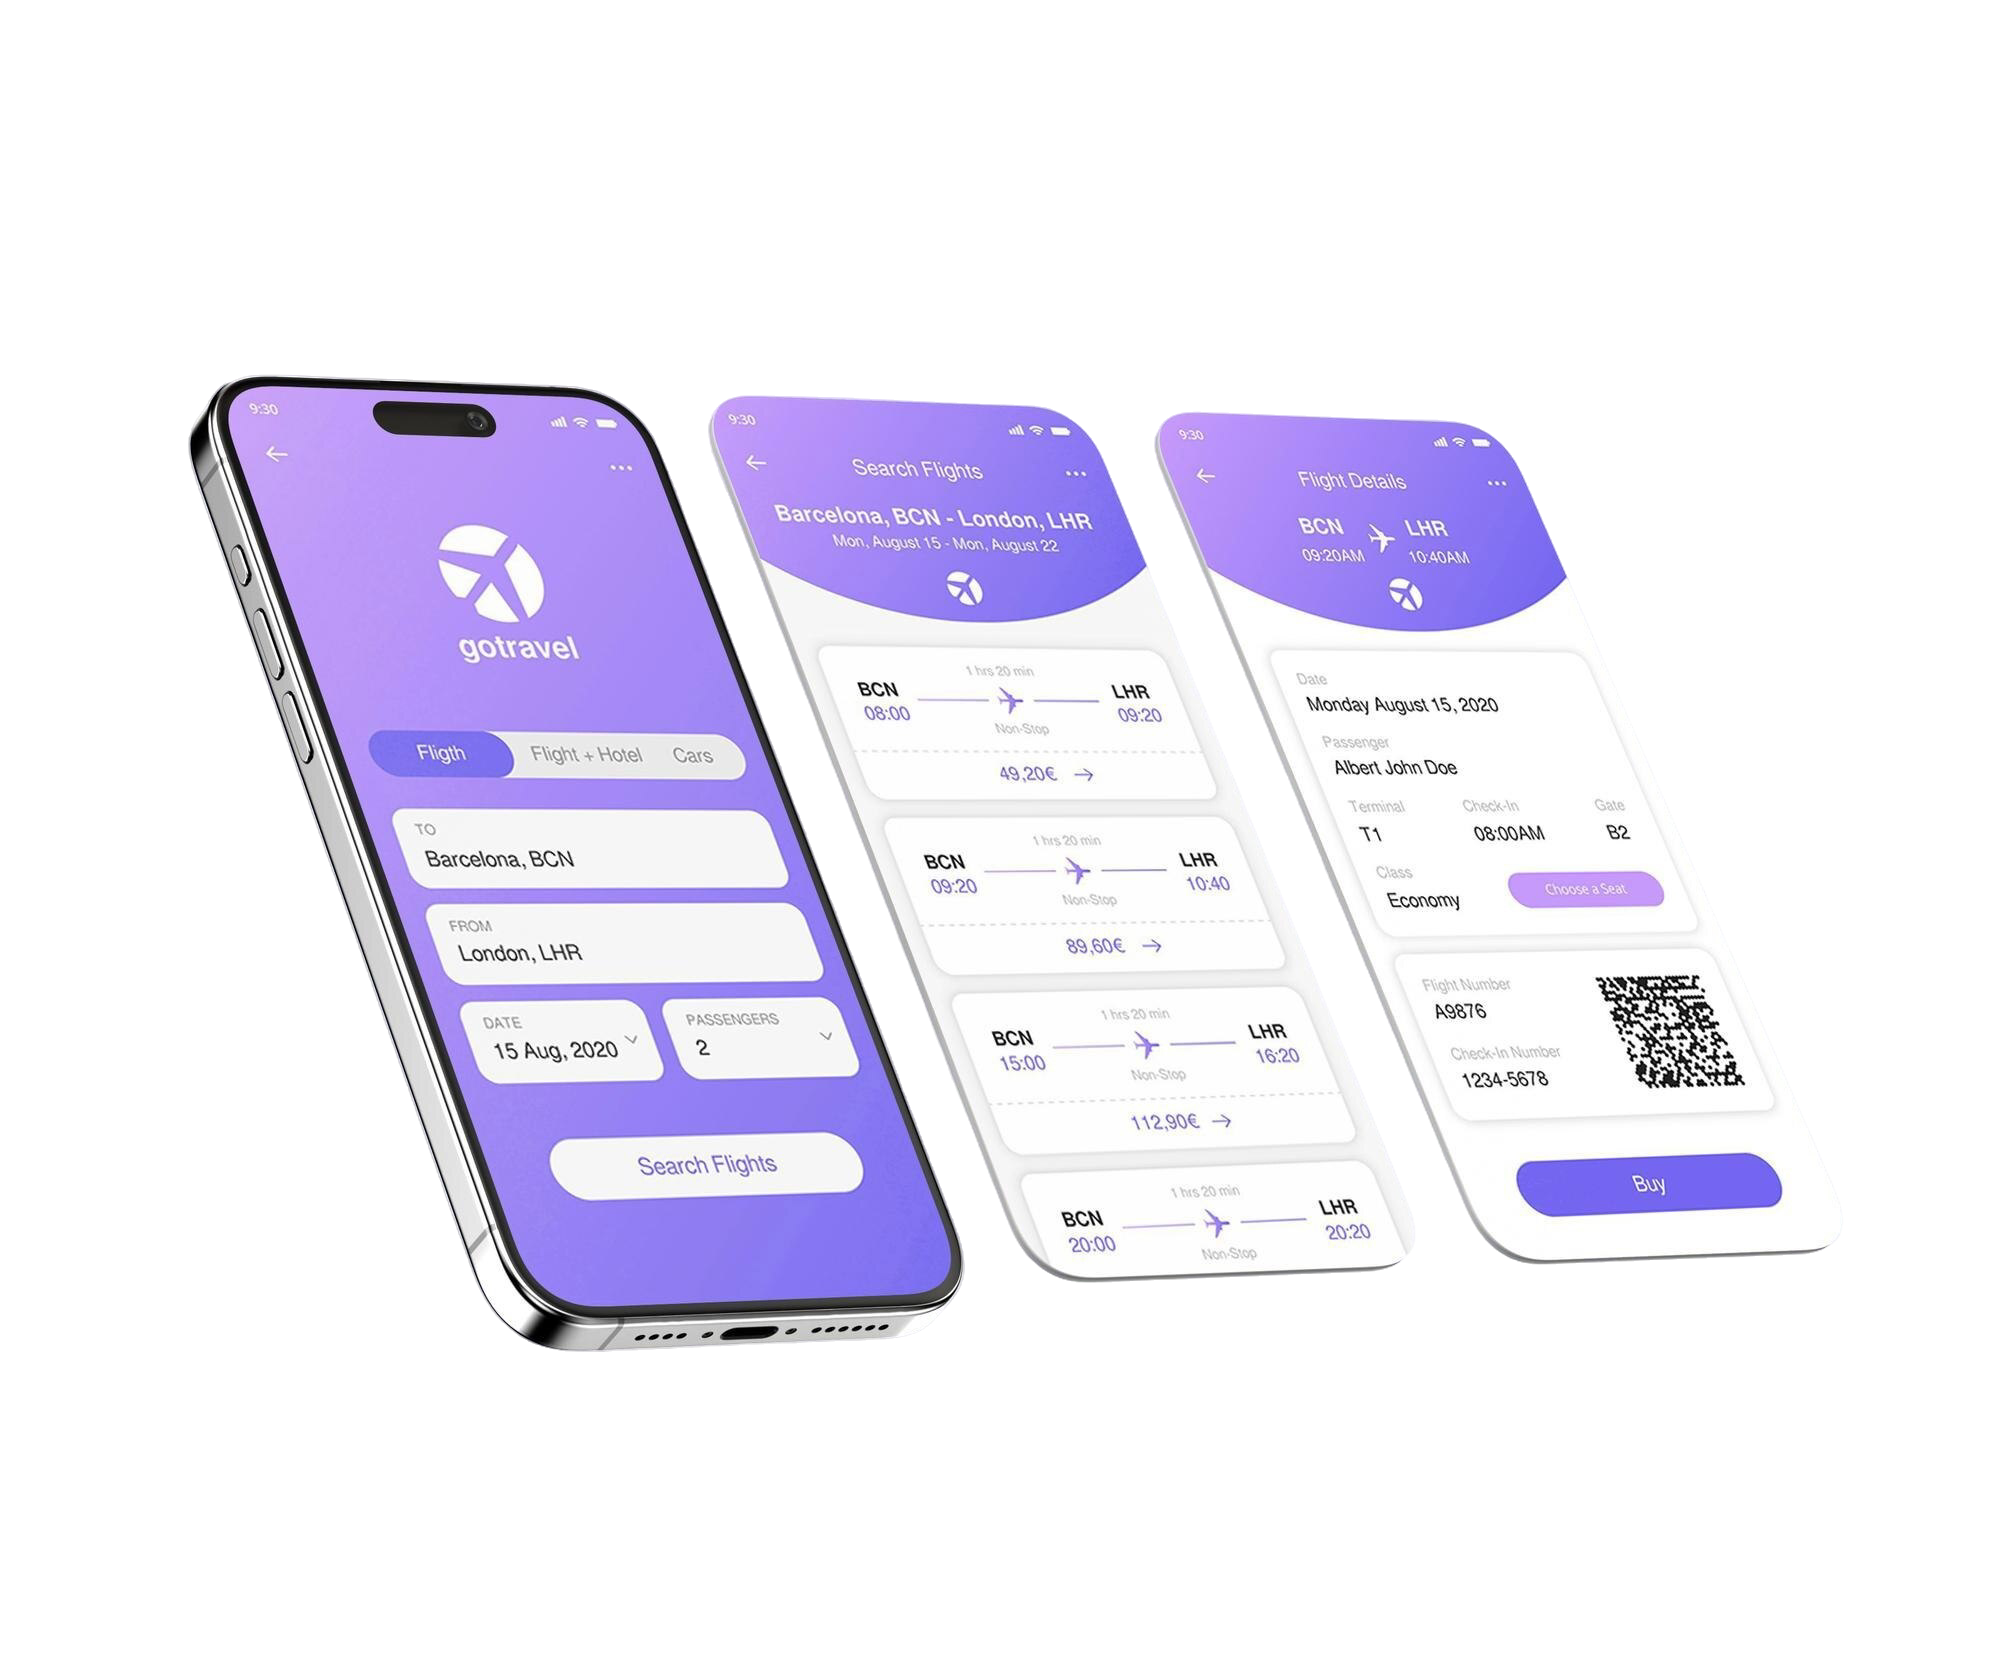 9:30
gotravel
Fligth Flight + Hotel Cars
TO
Barcelona, BCN
FROM
London, LHR
DATE
15 Aug, 2020
PASSENGERS
2
Search Flights
9:30
Search Flights
Barcelona, BCN - London, LHR
Mon, August 15 - Mon, August 22
1 hrs 20 min
BCN LHR
08:00 09:20
Non-Stop
49,20€
1 hrs 20 min
BCN LHR
09:20 10:40
Non-Stop
89,60€
1 hrs 20 min
BCN LHR
15:00 16:20
Non-Stop
112,90€
1 hrs 20 min
BCN LHR
20:00 20:20
Non-Stop
9:30
Flight Details
BCN LHR
09:20AM 10:40AM
Date
Monday August 15, 2020
Passenger
Albert John Doe
Terminal Check-In Gate
T1 08:00AM B2
Class
Economy
Choose a Seat
Flight Number
A9876
Check-In Number
1234-5678
Buy